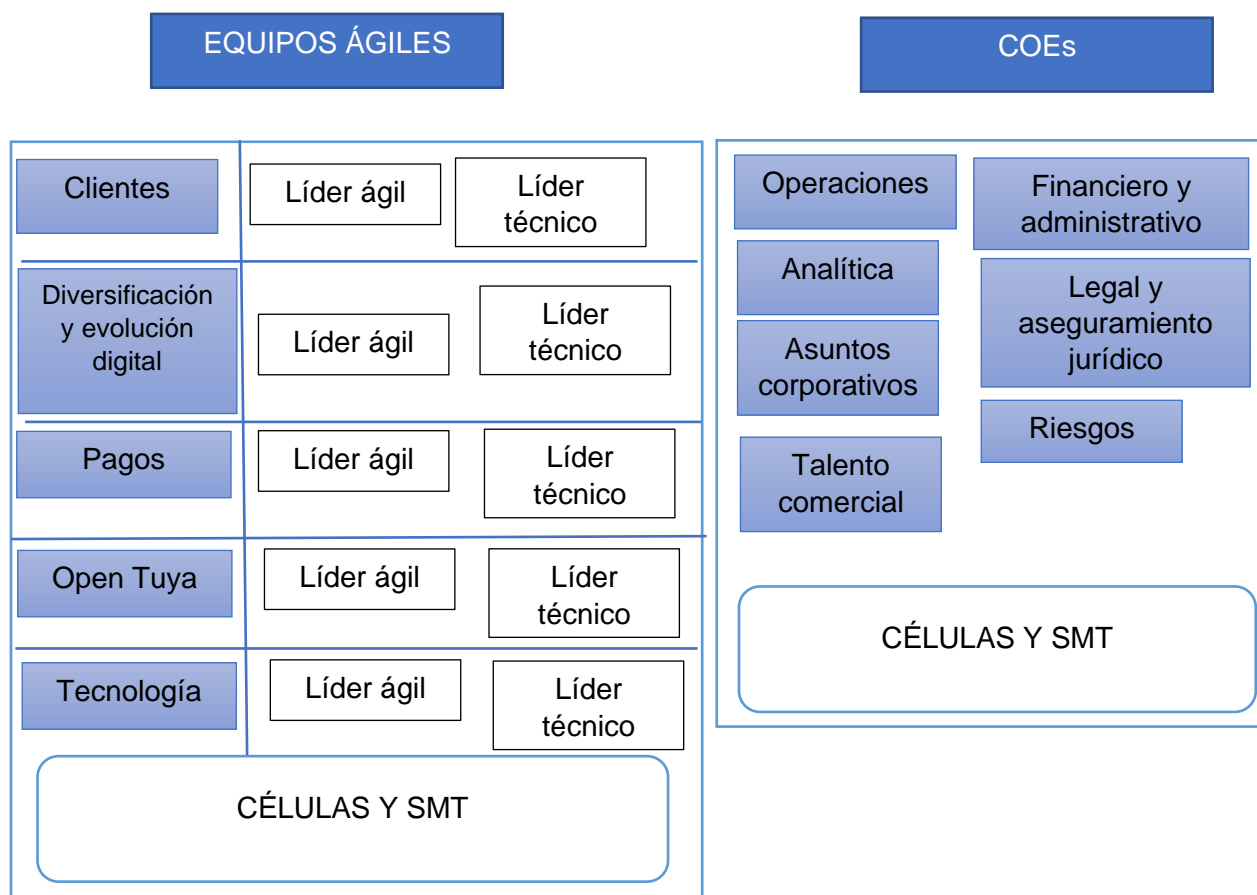 EQUIPOS ÁGILES
COEs
Clientes
Líder ágil
Líder
técnico
Diversificación
y evolución
digital
Líder ágil
Líder
técnico
Pagos
Líder ágil
Líder
técnico
Open Tuya
Líder ágil
Líder
técnico
Tecnología
Líder ágil
Líder
técnico
CÉLULAS Y SMT
Operaciones
Financiero y
administrativo
Analítica
Legal y
aseguramiento
jurídico
Asuntos
corporativos
Riesgos
Talento
comercial
CÉLULAS Y SMT